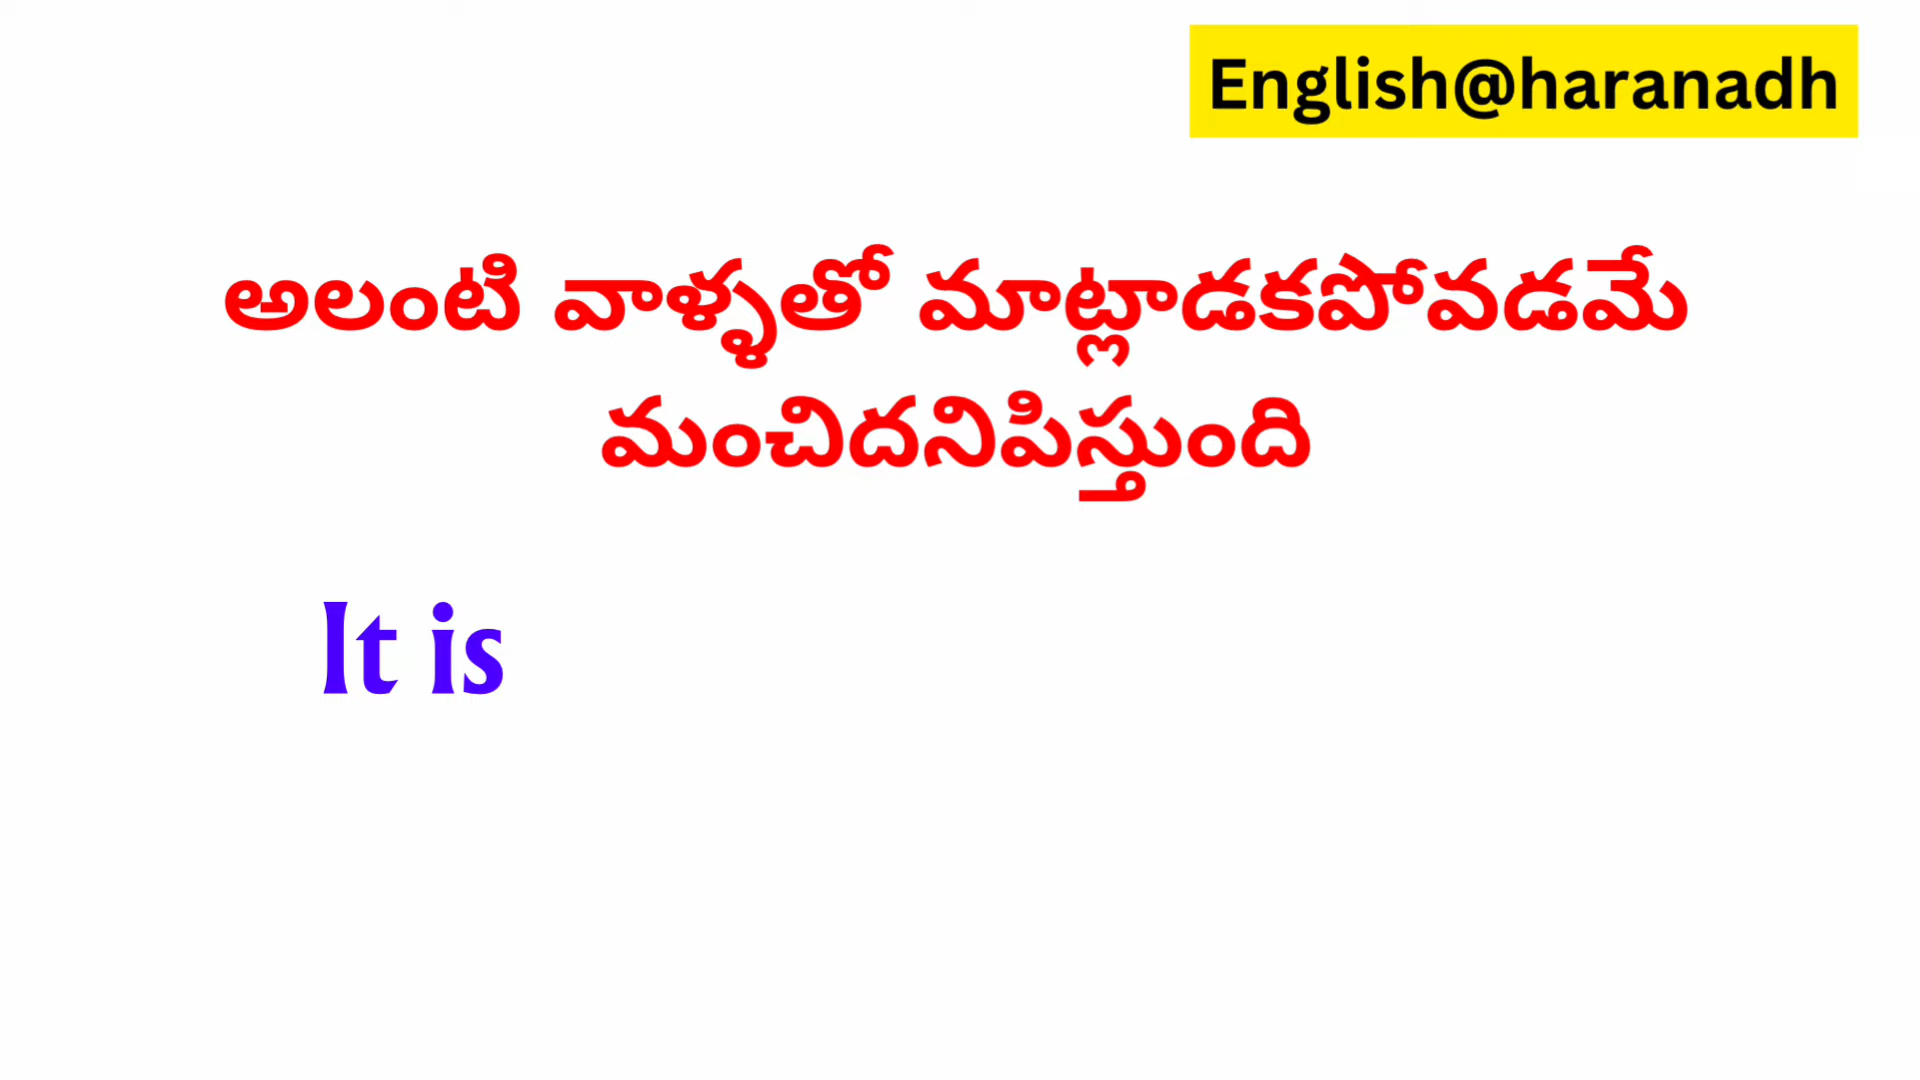 English@haranadh
అలంటి వాళ్ళతో మాట్లాడకపోవడమే
మంచిదనిపిస్తుంది
It is